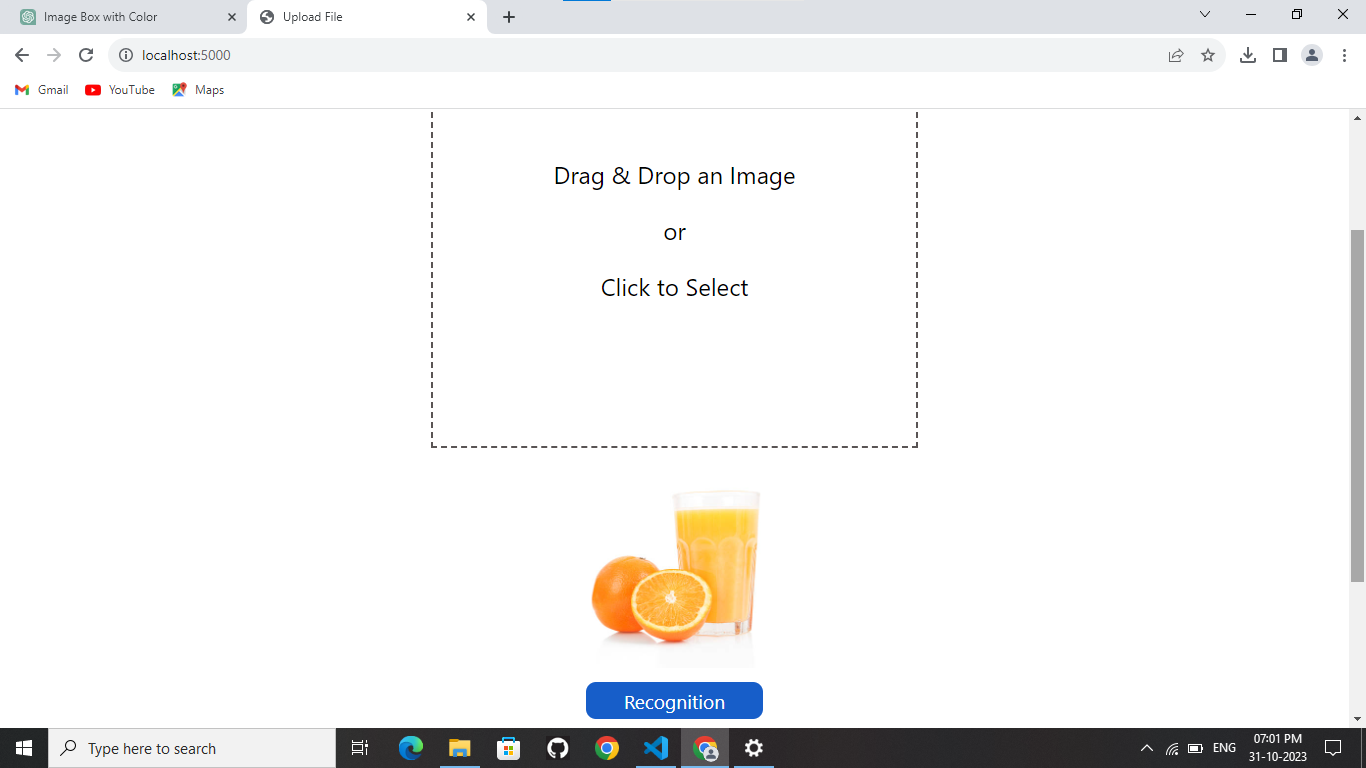 Image Box with Color
Upload File
localhost:5000
Gmail
YouTube
Maps
Drag & Drop an Image
or
Click to Select
Recognition
Type here to search
ENG
07:01 PM
31-10-2023